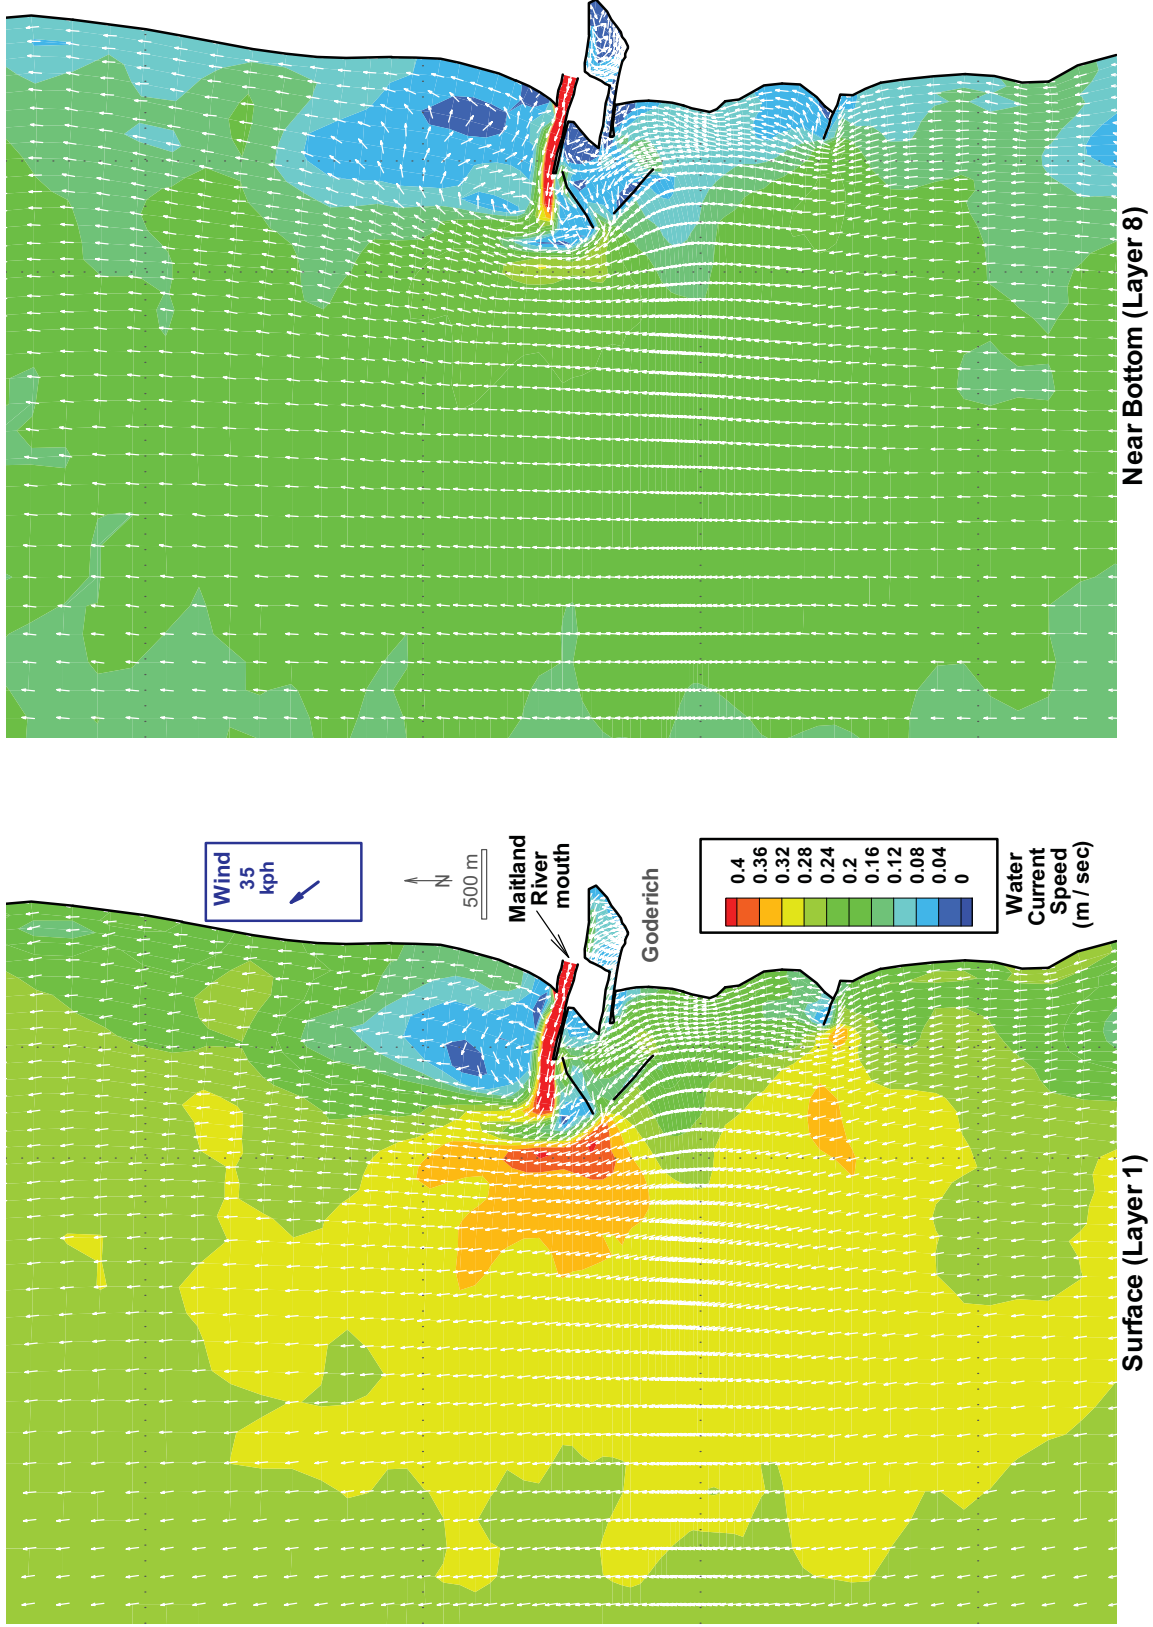 Near Bottom (Layer 8)
Wind
35
kph
N
500 m
Maitland
River
mouth
Goderich
0.4
0.36
0.32
0.28
0.24
0.2
0.16
0.12
0.08
0.04
0
Water
Current
Speed
(m / sec)
Surface (Layer 1)